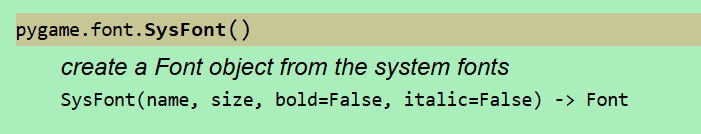 pygame.font.SysFont()
create a Font object from the system fonts
SysFont(name, size, bold=False, italic=False) -> Font